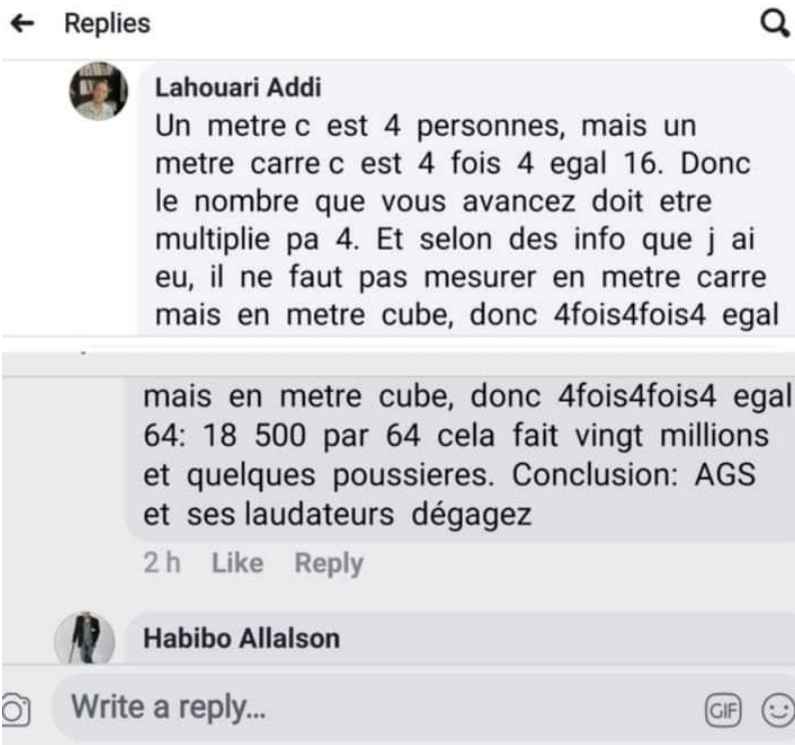 Replies
Lahouari Addi
Un metre c est 4 personnes, mais un
metre carre c est 4 fois 4 egal 16. Donc
le nombre que vous avancez doit etre
multiplie pa 4. Et selon des info que j ai
eu, il ne faut pas mesurer en metre carre
mais en metre cube, donc 4fois4fois4 egal
mais en metre cube, donc 4fois4fois4 egal
64: 18 500 par 64 cela fait vingt millions
et quelques poussieres. Conclusion: AGS
et ses laudateurs dégagez
2 h Like Reply
Habibo Allalson
Write a reply...
GIF